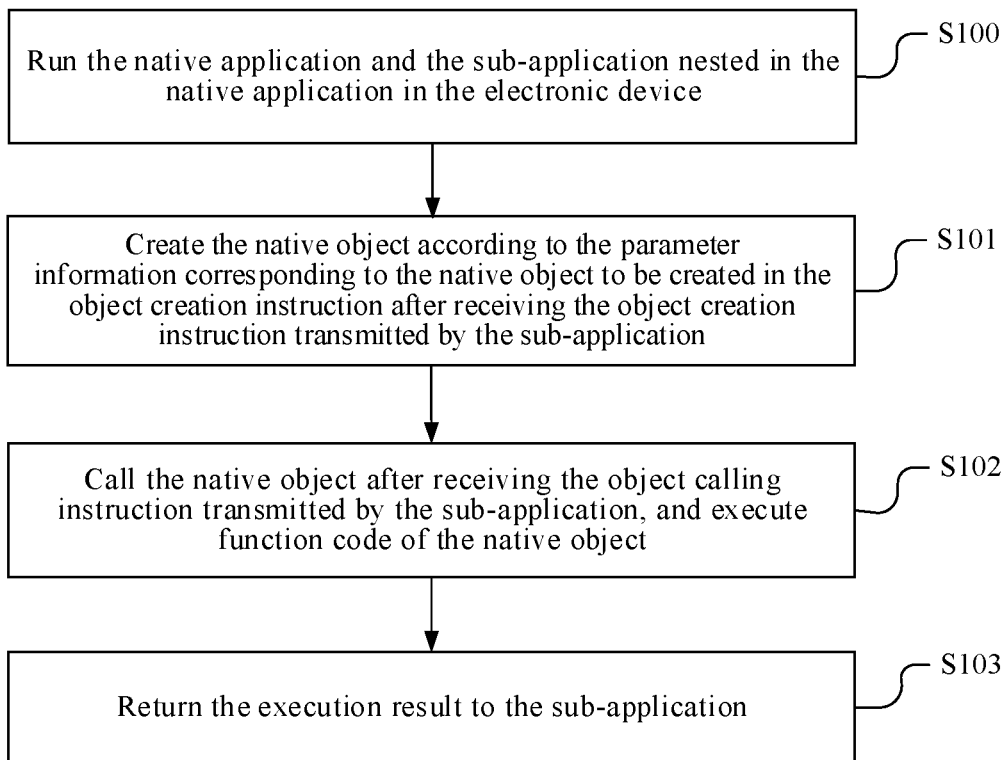 Run the native application and the sub-application nested in the
native application in the electronic device
S100
Create the native object according to the parameter
information corresponding to the native object to be created in the
object creation instruction after receiving the object creation
instruction transmitted by the sub-application
S101
Call the native object after receiving the object calling
instruction transmitted by the sub-application, and execute
function code of the native object
S102
Return the execution result to the sub-application
S103